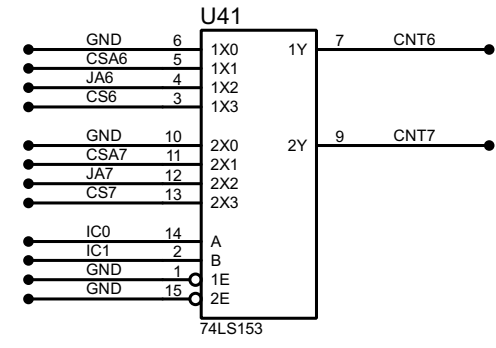 U41
GND 6 1X0 1Y 7 CNT6
CSA6 5 1X1
JA6 4 1X2
CS6 3 1X3
GND 10 2X0 2Y 9 CNT7
CSA7 11 2X1
JA7 12 2X2
CS7 13 2X3
IC0 14 A
IC1 2 B
GND 1 1E
GND 15 2E
74LS153